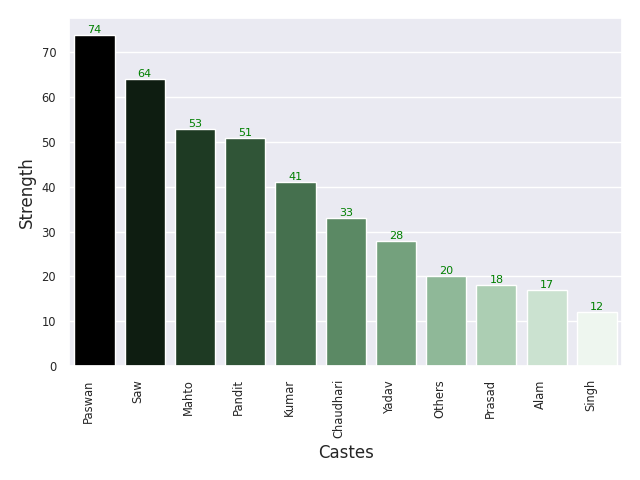 74
64
53
51
41
33
28
20
18
17
12
Strength
70
60
50
40
30
20
10
0
Paswan
Saw
Mahto
Pandit
Kumar
Chaudhari
Yadav
Others
Prasad
Alam
Singh
Castes